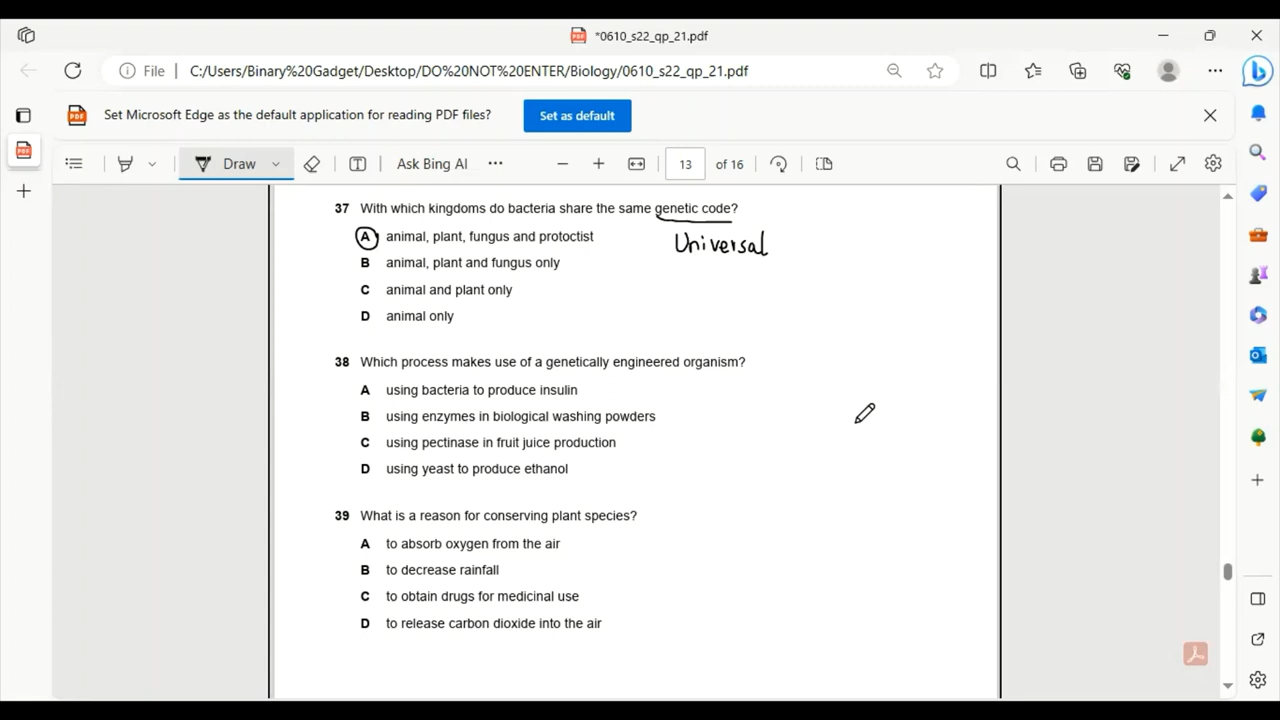 *0610_s22_qp_21.pdf
File C:/Users/Binary%20Gadget/Desktop/DO%20NOT%20ENTER/Biology/0610_s22_qp_21.pdf
Set Microsoft Edge as the default application for reading PDF files? Set as default
Draw Ask Bing AI 13 of 16
37 With which kingdoms do bacteria share the same genetic code?
A animal, plant, fungus and protoctist
Universal
B animal, plant and fungus only
C animal and plant only
D animal only
38 Which process makes use of a genetically engineered organism?
A using bacteria to produce insulin
B using enzymes in biological washing powders
C using pectinase in fruit juice production
D using yeast to produce ethanol
39 What is a reason for conserving plant species?
A to absorb oxygen from the air
B to decrease rainfall
C to obtain drugs for medicinal use
D to release carbon dioxide into the air